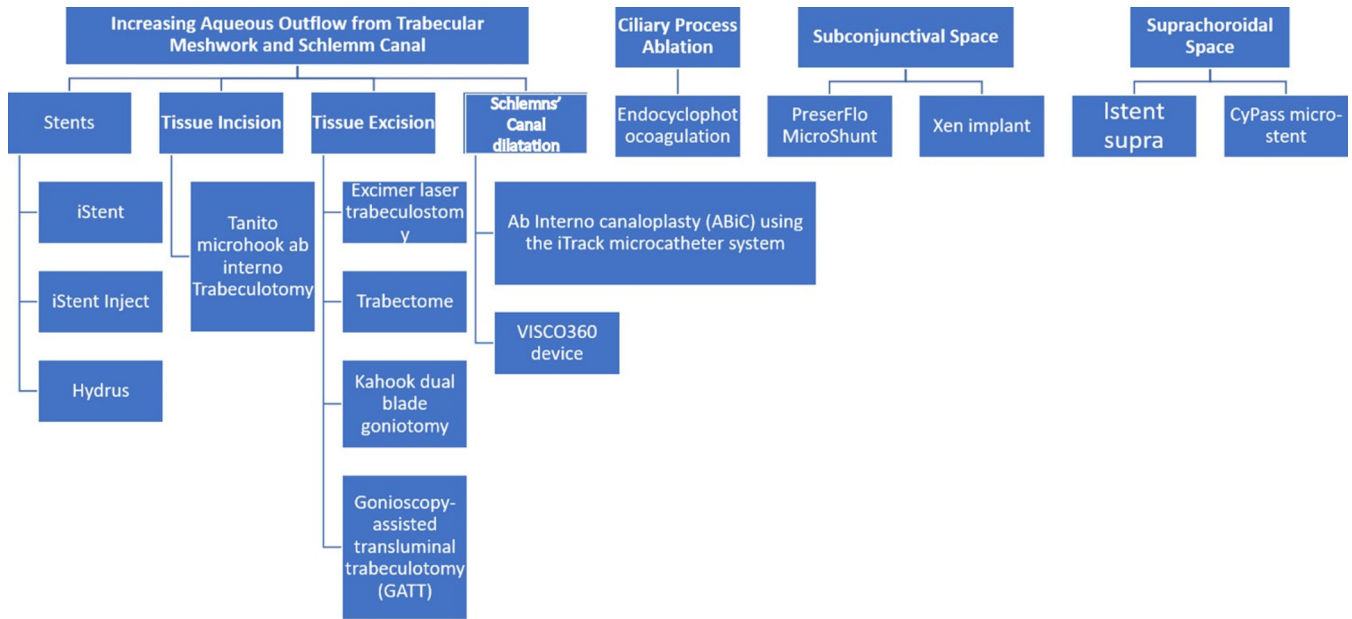 Increasing Aqueous Outflow from Trabecular
Meshwork and Schlemm Canal
Ciliary Process
Ablation
Subconjunctival Space
Suprachoroidal
Space
Stents
Tissue Incision
Tissue Excision
Schlemns'
Canal
dilatation
Endocyclophot
ocoagulation
PreserFlo
MicroShunt
Xen implant
Istent
supra
CyPass micro-
stent
iStent
iStent Inject
Hydrus
Tanito
microhook ab
interno
Trabeculotomy
Excimer laser
trabeculostom
y
Trabectome
Kahook dual
blade
goniotomy
Gonioscopy-
assisted
transluminal
trabeculotomy
(GATT)
Ab Interno canaloplasty (ABiC) using
the iTrack microcatheter system
VISCO360
device